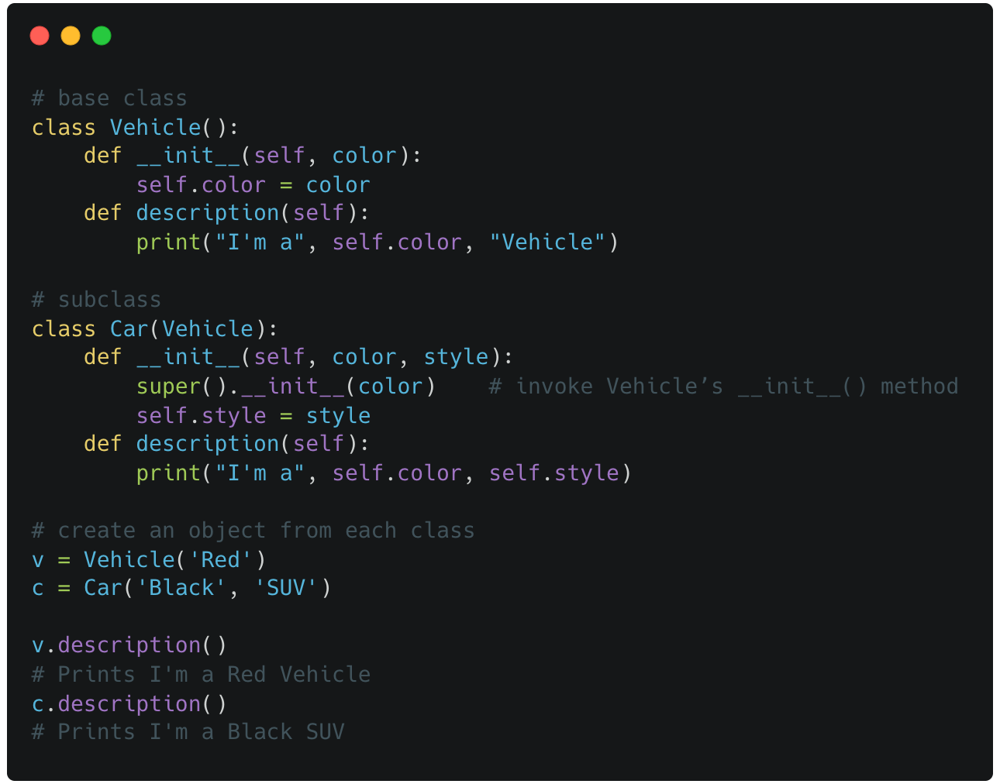 # base class
class Vehicle():
    def __init__(self, color):
        self.color = color
    def description(self):
        print("I'm a", self.color, "Vehicle")

# subclass
class Car(Vehicle):
    def __init__(self, color, style):
        super().__init__(color)    # invoke Vehicle’s __init__() method
        self.style = style
    def description(self):
        print("I'm a", self.color, self.style)

# create an object from each class
v = Vehicle('Red')
c = Car('Black', 'SUV')

v.description()
# Prints I'm a Red Vehicle
c.description()
# Prints I'm a Black SUV